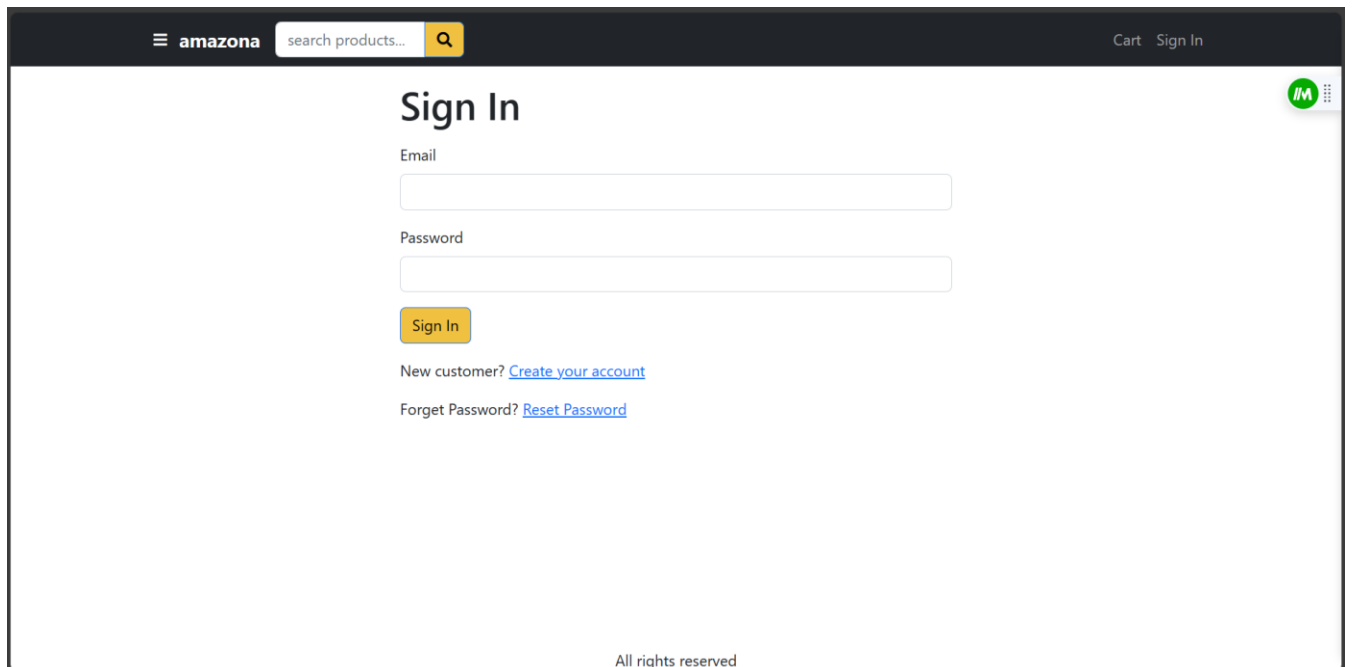 amazona search products... Cart Sign In
Sign In
Email
Password
Sign In
New customer? Create your account
Forget Password? Reset Password
All rights reserved